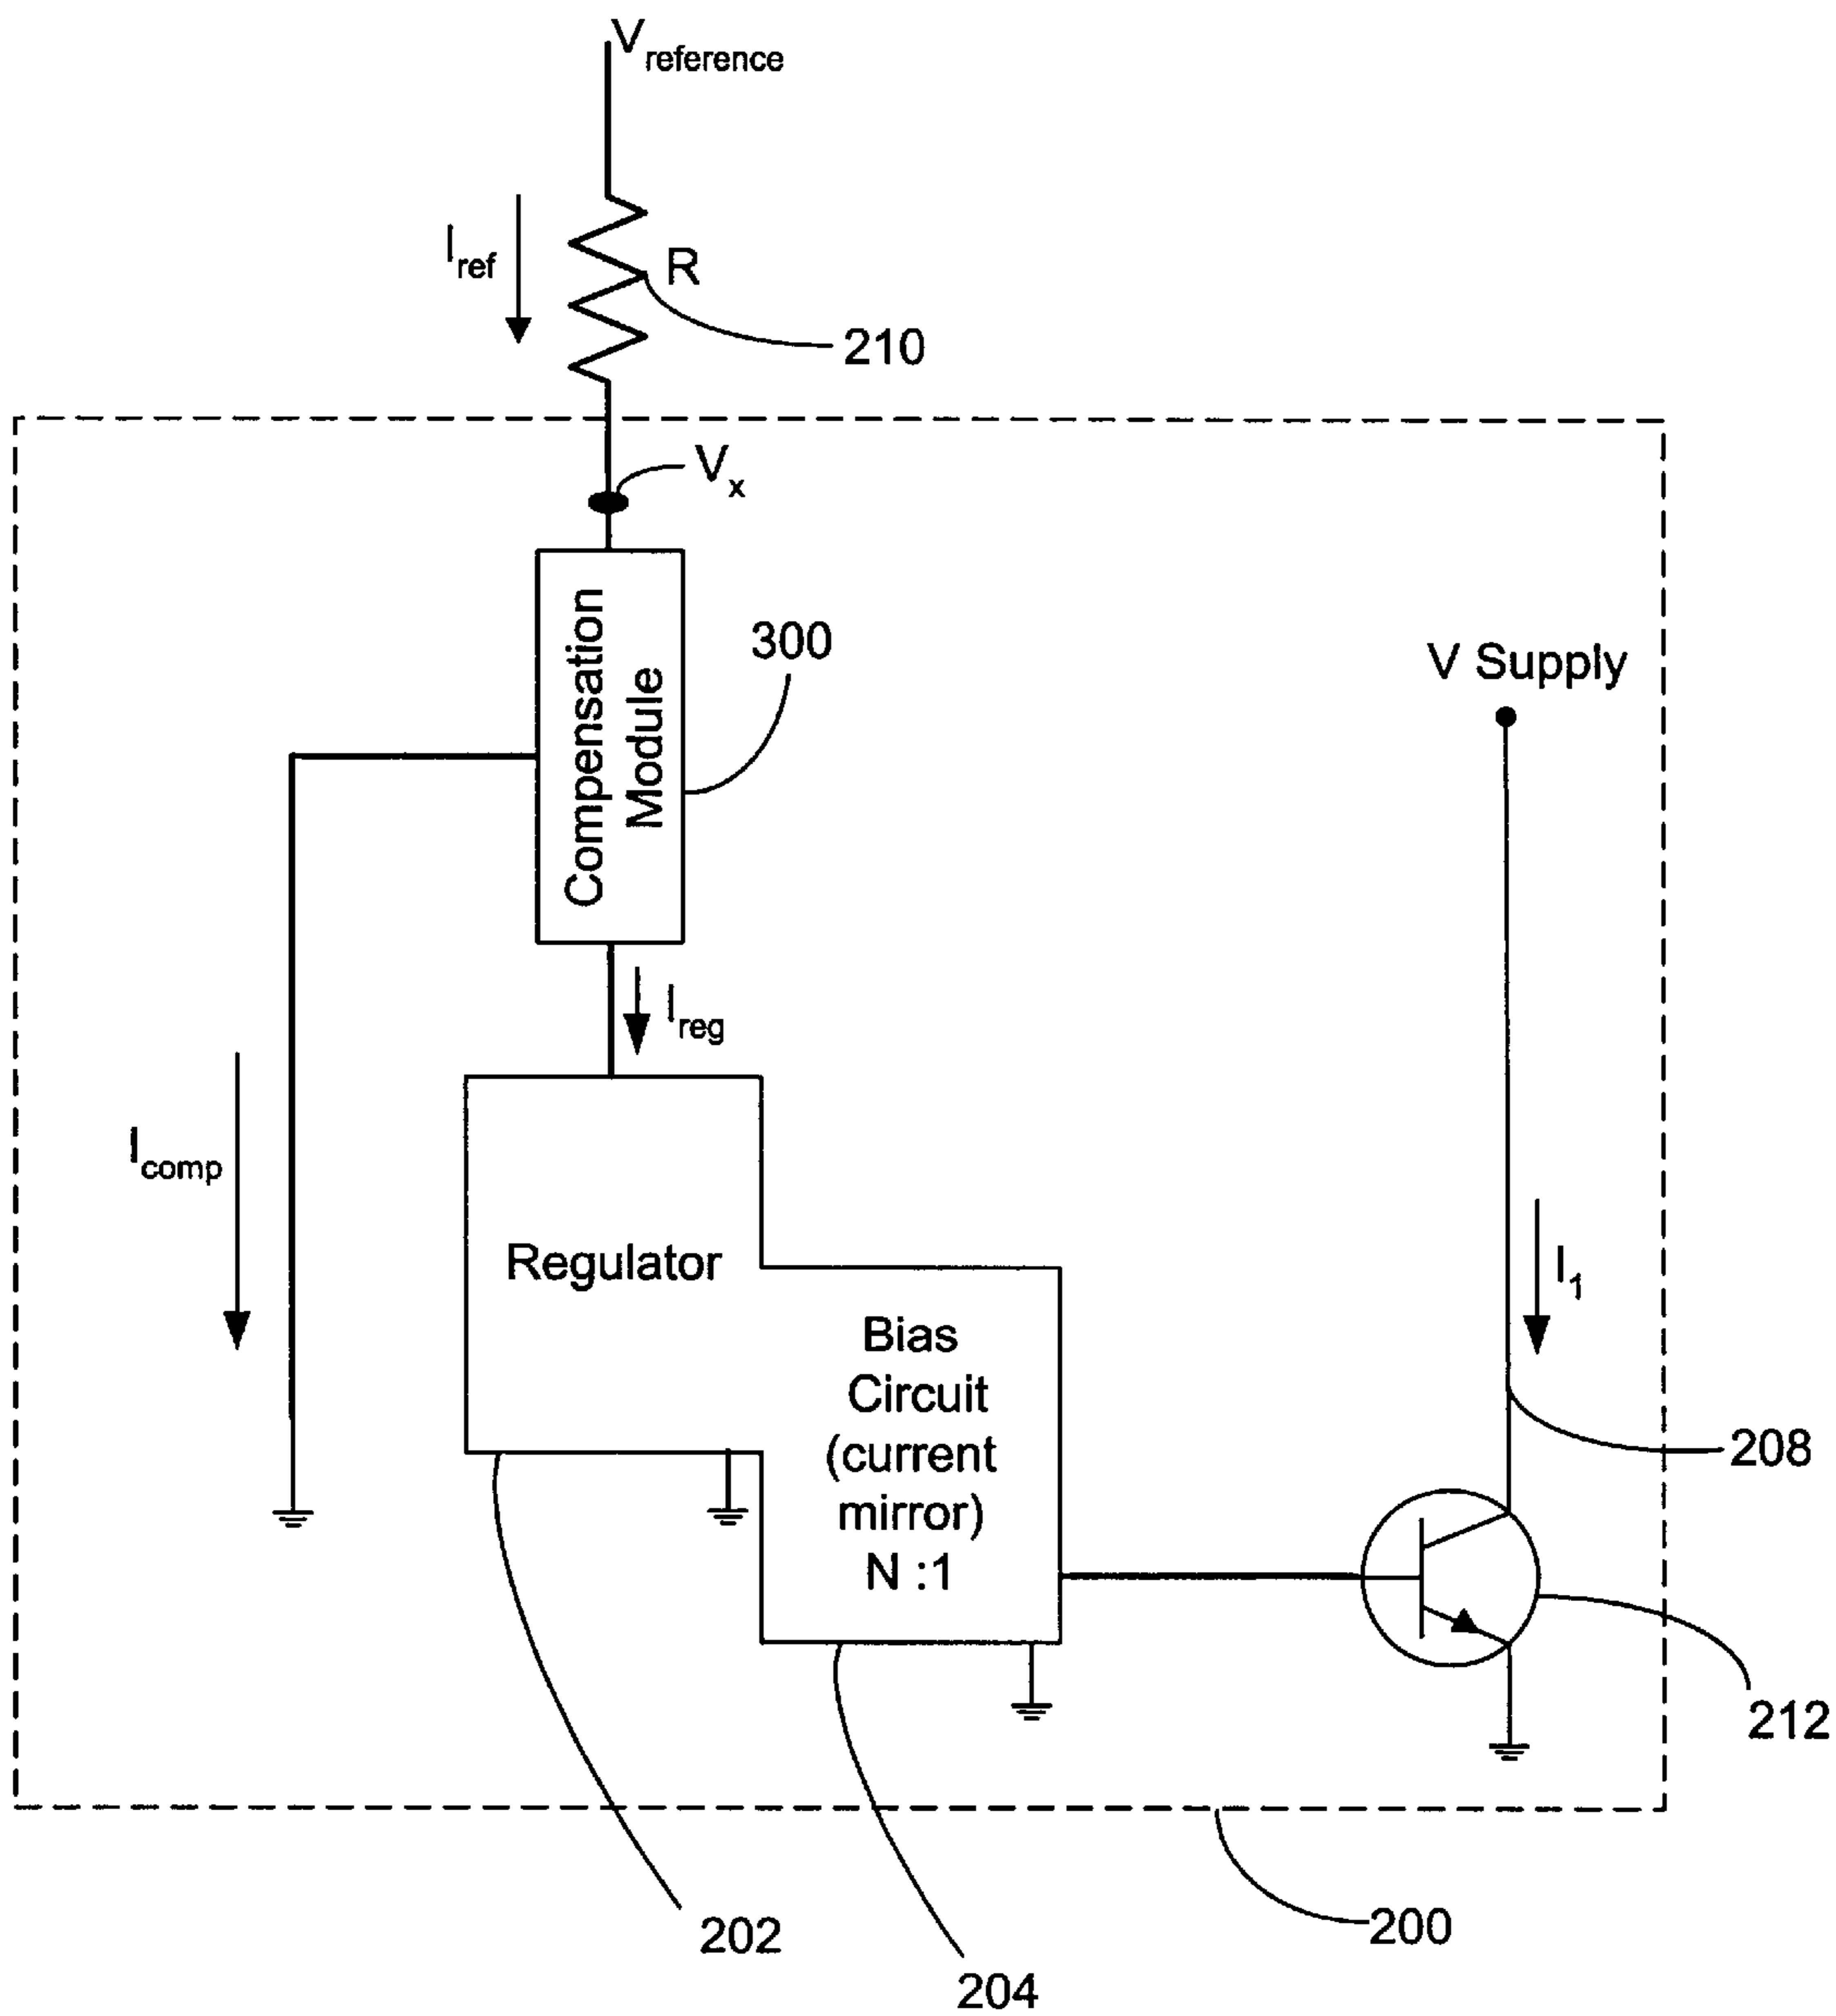 Vreference
Iref
R
210
Vx
Compensation
Module
300
V Supply
Ireg
Icomp
Regulator
I1
Bias
Circuit
(current
mirror)
N :1
208
212
202
204
200